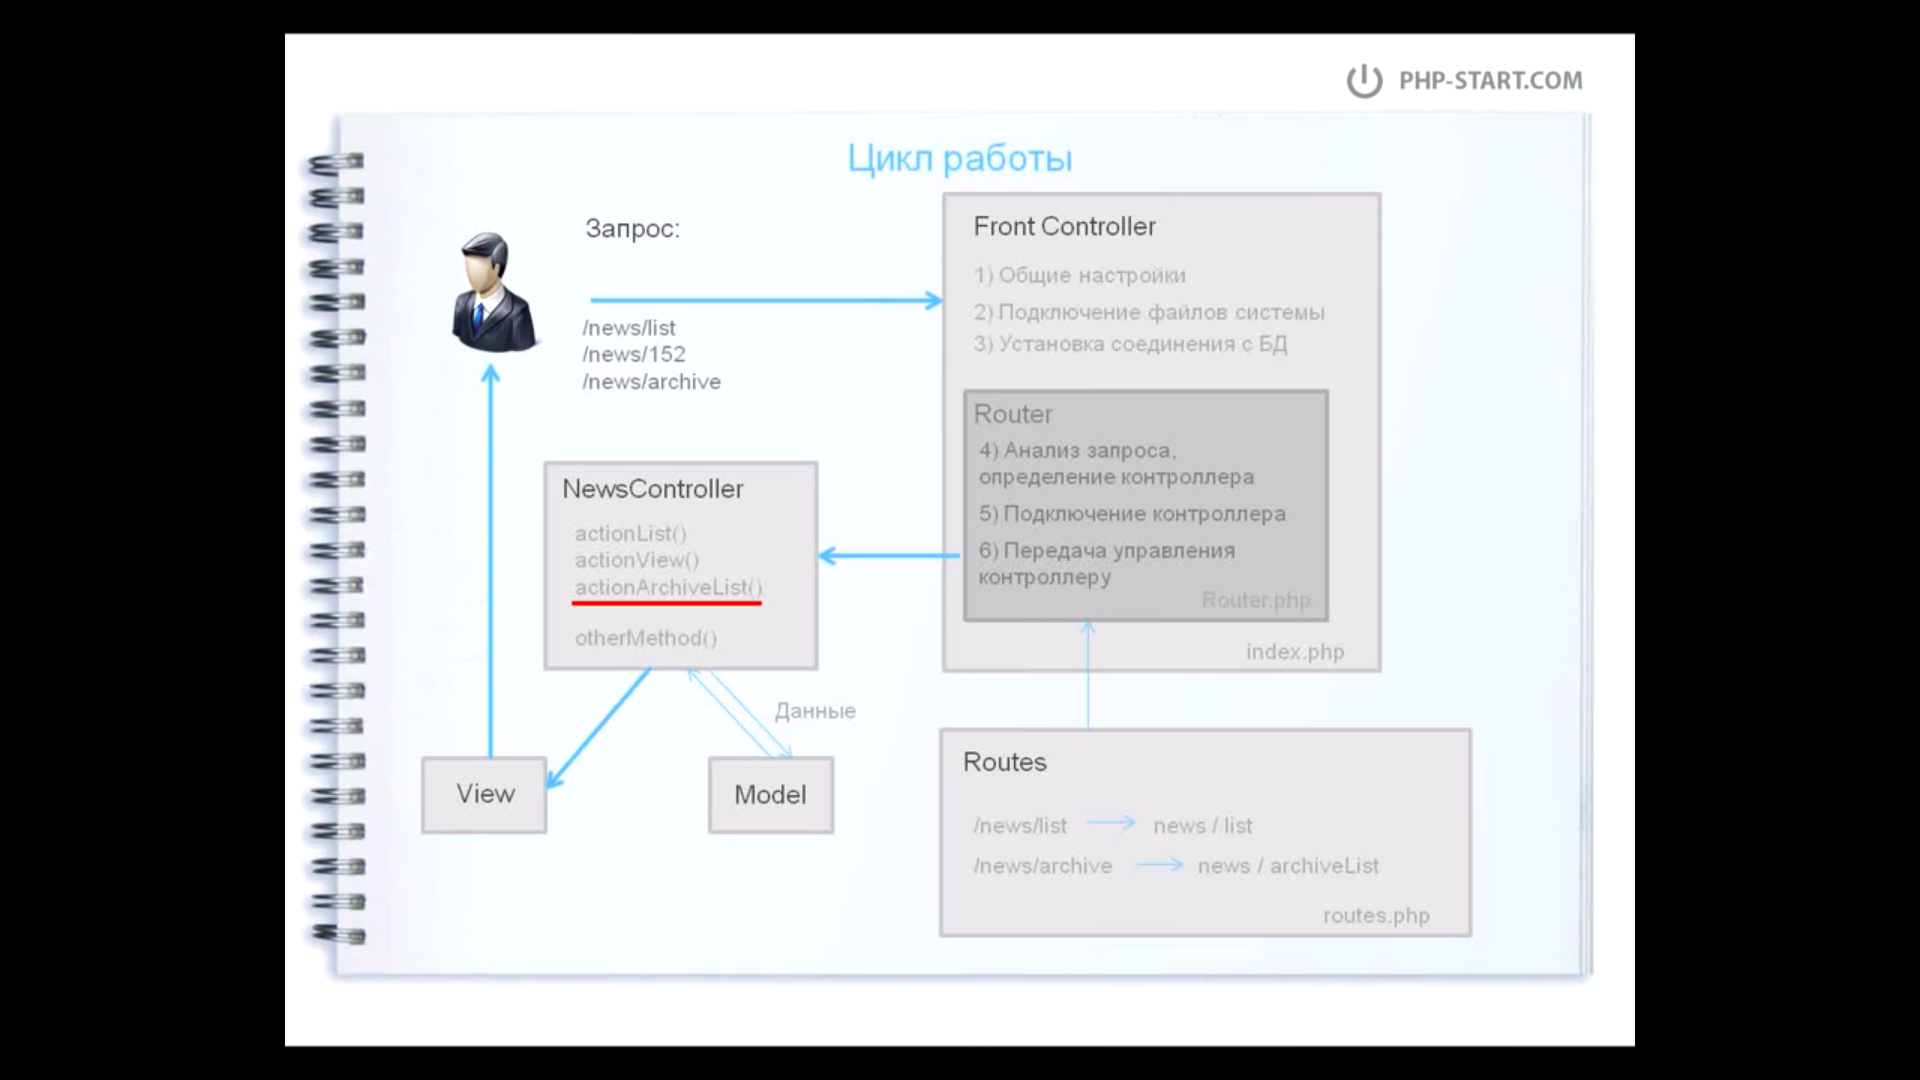 PHP-START.COM
Цикл работы
Запрос:
/news/list
/news/152
/news/archive
Front Controller
1) Общие настройки
2) Подключение файлов системы
3) Установка соединения с БД
Router
4) Анализ запроса,
определение контроллера
5) Подключение контроллера
6) Передача управления
контроллеру
Router.php
index.php
NewsController
actionList()
actionView()
actionArchiveList()
otherMethod()
Данные
View
Model
Routes
/news/list news / list
/news/archive news / archiveList
routes.php